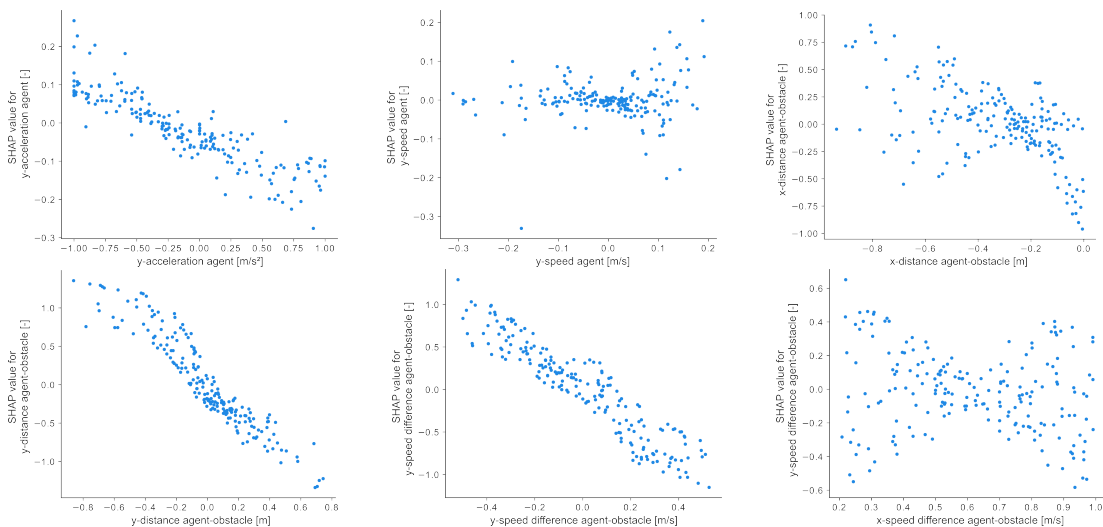 SHAP value for
y-acceleration agent [-]
0.2
0.1
0.0
−0.1
−0.2
−0.3
−1.00 −0.75 −0.50 −0.25 0.00 0.25 0.50 0.75 1.00
y-acceleration agent [m/s²]
SHAP value for
y-speed agent [-]
0.2
0.1
0.0
−0.1
−0.2
−0.3
−0.3 −0.2 −0.1 0.0 0.1 0.2
y-speed agent [m/s]
SHAP value for
x-distance agent-obstacle [-]
1.00
0.75
0.50
0.25
0.00
−0.25
−0.50
−0.75
−1.00
−0.8 −0.6 −0.4 −0.2 0.0
x-distance agent-obstacle [m]
SHAP value for
y-distance agent-obstacle [-]
1.0
0.5
0.0
−0.5
−1.0
−0.8 −0.6 −0.4 −0.2 0.0 0.2 0.4 0.6 0.8
y-distance agent-obstacle [m]
SHAP value for
y-speed difference agent-obstacle [-]
1.0
0.5
0.0
−0.5
−1.0
−0.4 −0.2 0.0 0.2 0.4
y-speed difference agent-obstacle [m/s]
SHAP value for
y-speed difference agent-obstacle [-]
0.6
0.4
0.2
0.0
−0.2
−0.4
−0.6
0.2 0.3 0.4 0.5 0.6 0.7 0.8 0.9 1.0
x-speed difference agent-obstacle [m/s]